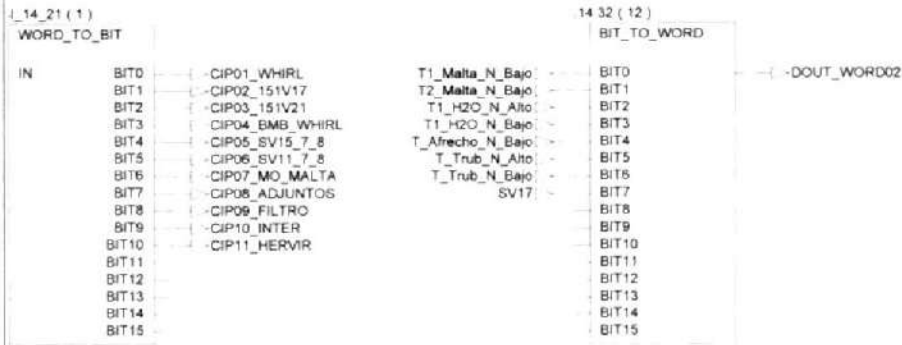 14_21 ( 1 )
WORD_TO_BIT
IN
BIT0
BIT1
BIT2
BIT3
BIT4
BIT5
BIT6
BIT7
BIT8
BIT9
BIT10
BIT11
BIT12
BIT13
BIT14
BIT15
CIP01_WHIRL
CIP02_151V17
CIP03_151V21
CIP04_BMB_WHIRL
CIP05_SV15_7_8
CIP06_SV11_7_8
CIP07_MO_MALTA
CIP08_ADJUNTOS
CIP09_FILTRO
CIP10_INTER
CIP11_HERVIR
T1_Malta_N_Bajo
T2_Malta_N_Bajo
T1_H2O_N_Alto
T1_H2O_N_Bajo
T_Afrecho_N_Bajo
T_Trub_N_Alto
T_Trub_N_Bajo
SV17
14 32 ( 12 )
BIT_TO_WORD
BIT0
BIT1
BIT2
BIT3
BIT4
BIT5
BIT6
BIT7
BIT8
BIT9
BIT10
BIT11
BIT12
BIT13
BIT14
BIT15
DOUT_WORD02